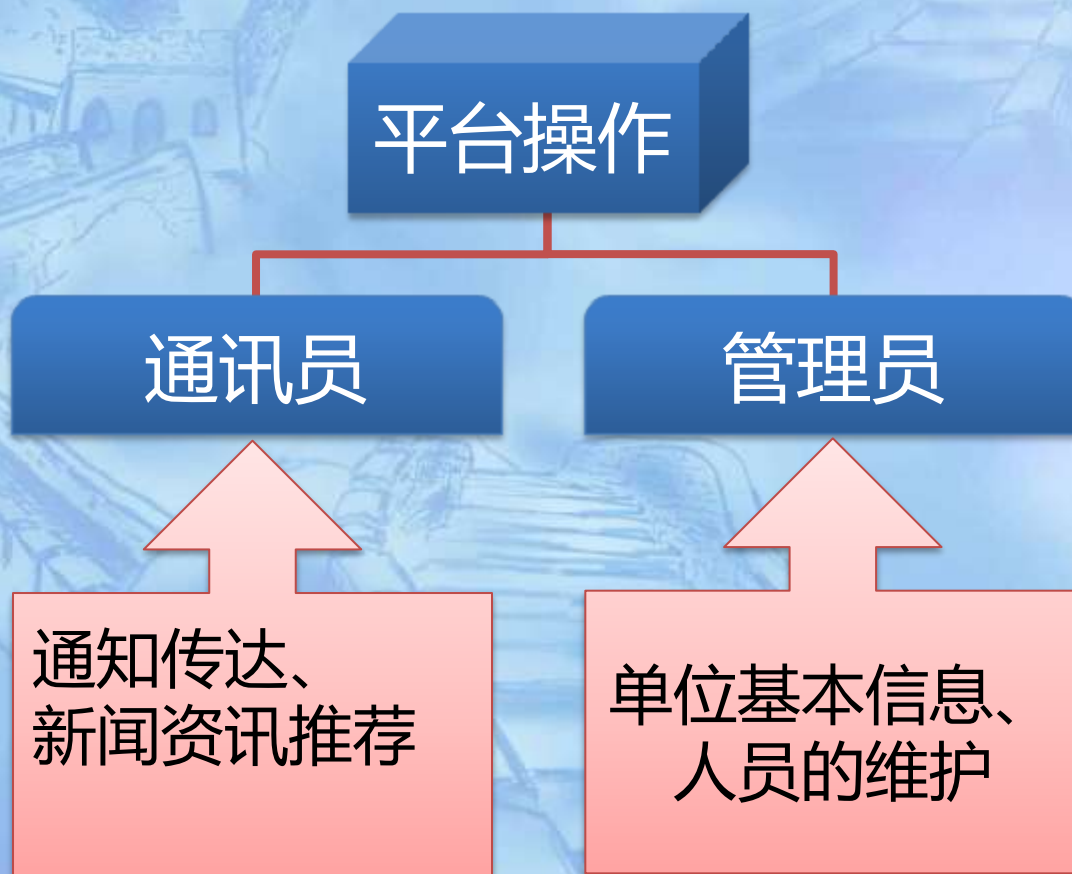 平台操作
通讯员
管理员
通知传达、
新闻资讯推荐
单位基本信息、
人员的维护